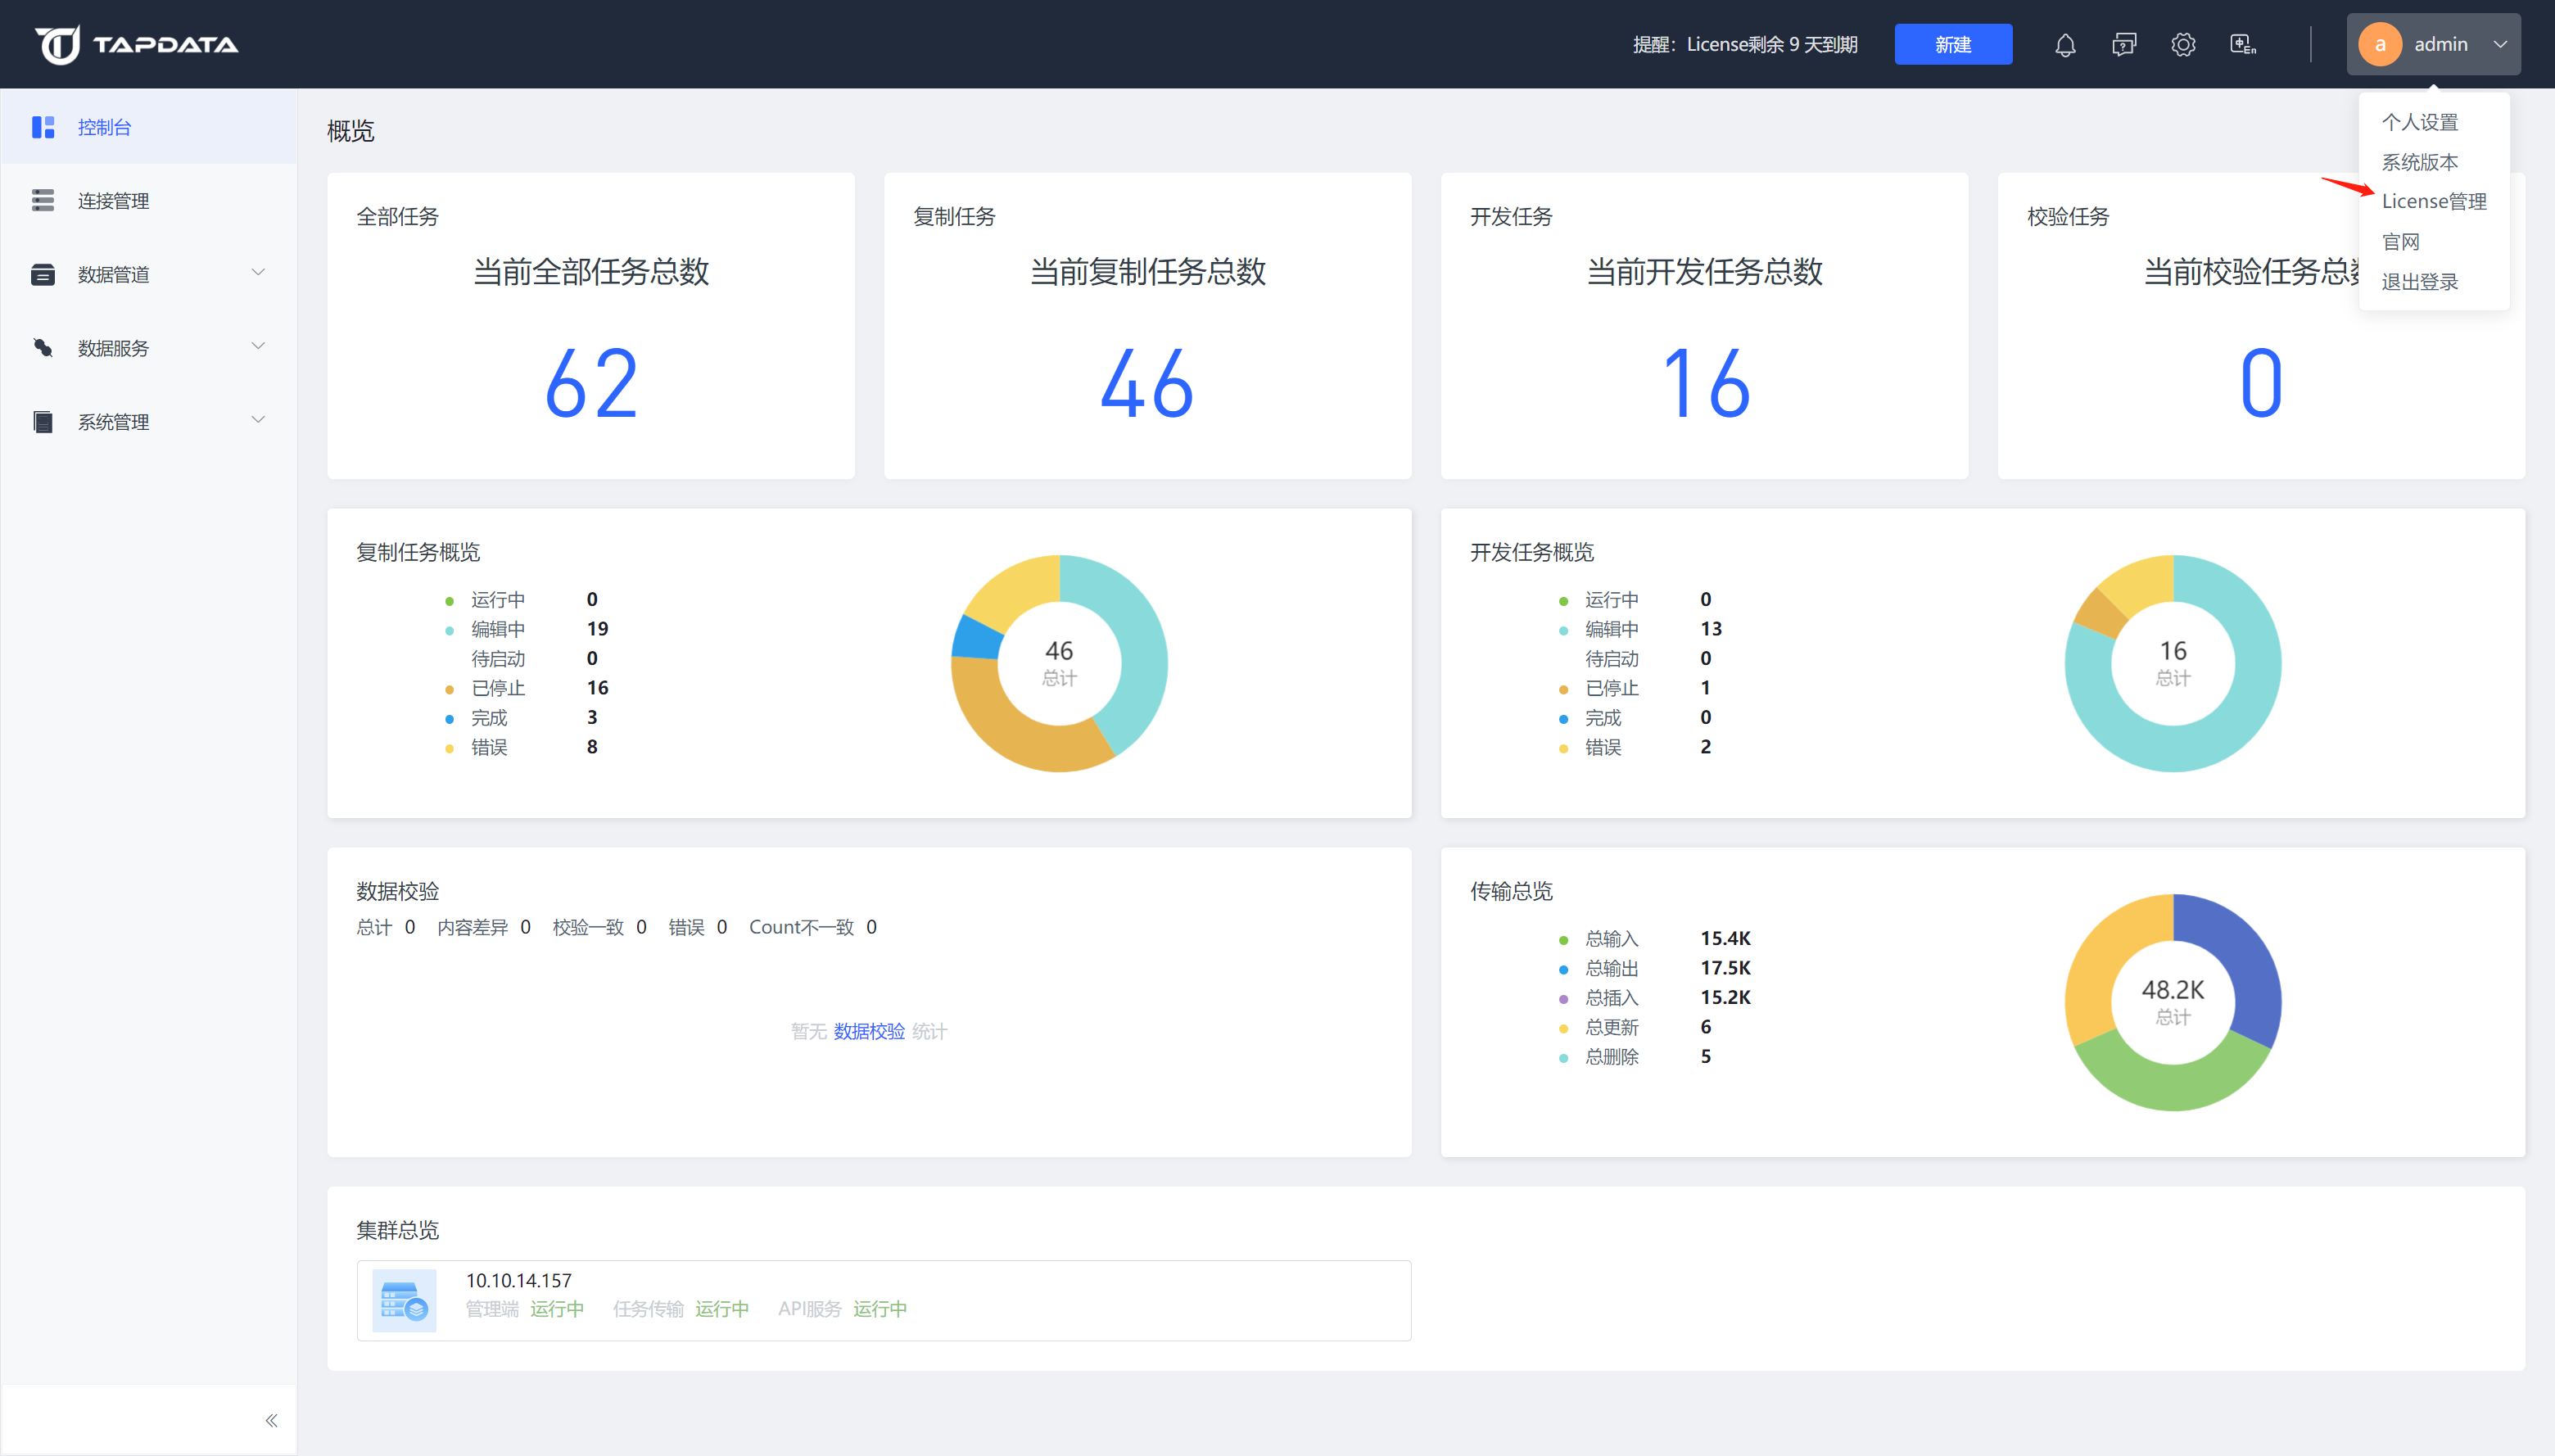 TAPDATA
提醒：License剩余 9 天到期
新建
中En
a
admin
个人设置
系统版本
License管理
官网
退出登录
控制台
连接管理
数据管道
数据服务
系统管理
概览
全部任务
当前全部任务总数
62
复制任务
当前复制任务总数
46
开发任务
当前开发任务总数
16
校验任务
当前校验任务总
0
复制任务概览
运行中 0
编辑中 19
待启动 0
已停止 16
完成 3
错误 8
46
总计
开发任务概览
运行中 0
编辑中 13
待启动 0
已停止 1
完成 0
错误 2
16
总计
数据校验
总计 0 内容差异 0 校验一致 0 错误 0 Count不一致 0
暂无 数据校验 统计
传输总览
总输入 15.4K
总输出 17.5K
总插入 15.2K
总更新 6
总删除 5
48.2K
总计
集群总览
10.10.14.157
管理端 运行中 任务传输 运行中 API服务 运行中